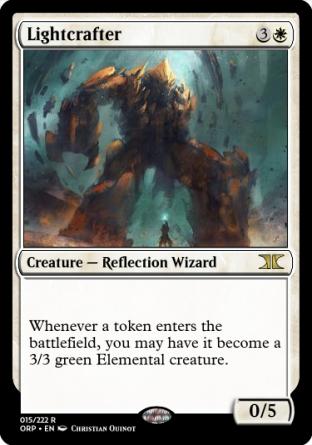 Lightcrafter 3
Creature — Reflection Wizard
Whenever a token enters the
battlefield, you may have it become a
3/3 green Elemental creature.
015/222 R
ORP • EN Christian Quinot
0/5